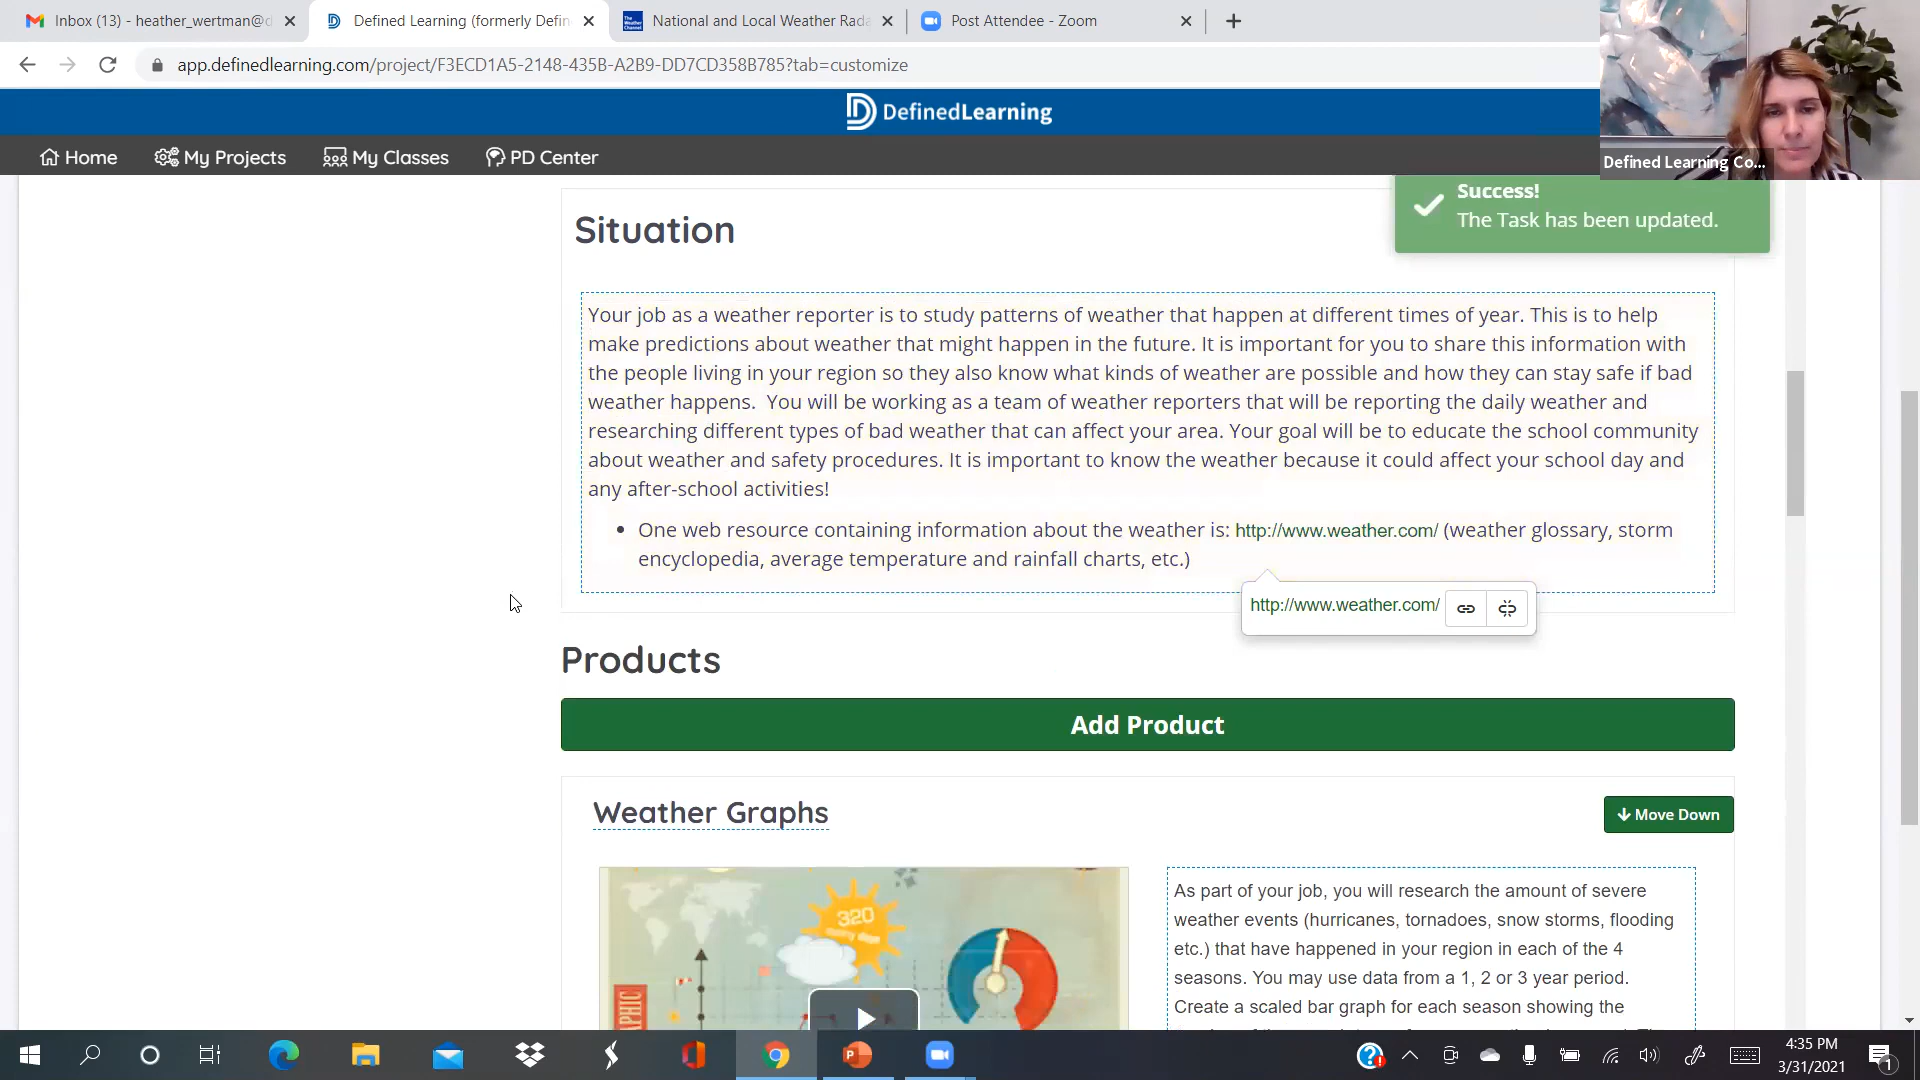 Inbox (13) - heather_wertman@d
Defined Learning (formerly Defin
National and Local Weather Rada
Post Attendee - Zoom
app.definedlearning.com/project/F3ECD1A5-2148-435B-A2B9-DD7CD358B785?tab=customize
DefinedLearning
Home
My Projects
My Classes
PD Center
Defined Learning Co...
Success!
The Task has been updated.
Situation
Your job as a weather reporter is to study patterns of weather that happen at different times of year. This is to help
make predictions about weather that might happen in the future. It is important for you to share this information with
the people living in your region so they also know what kinds of weather are possible and how they can stay safe if bad
weather happens.  You will be working as a team of weather reporters that will be reporting the daily weather and
researching different types of bad weather that can affect your area. Your goal will be to educate the school community
about weather and safety procedures. It is important to know the weather because it could affect your school day and
any after-school activities!
• One web resource containing information about the weather is: http://www.weather.com/ (weather glossary, storm
encyclopedia, average temperature and rainfall charts, etc.)
http://www.weather.com/
Products
Add Product
Weather Graphs
Move Down
320
As part of your job, you will research the amount of severe
weather events (hurricanes, tornadoes, snow storms, flooding
etc.) that have happened in your region in each of the 4
seasons. You may use data from a 1, 2 or 3 year period.
Create a scaled bar graph for each season showing the
4:35 PM
3/31/2021
1